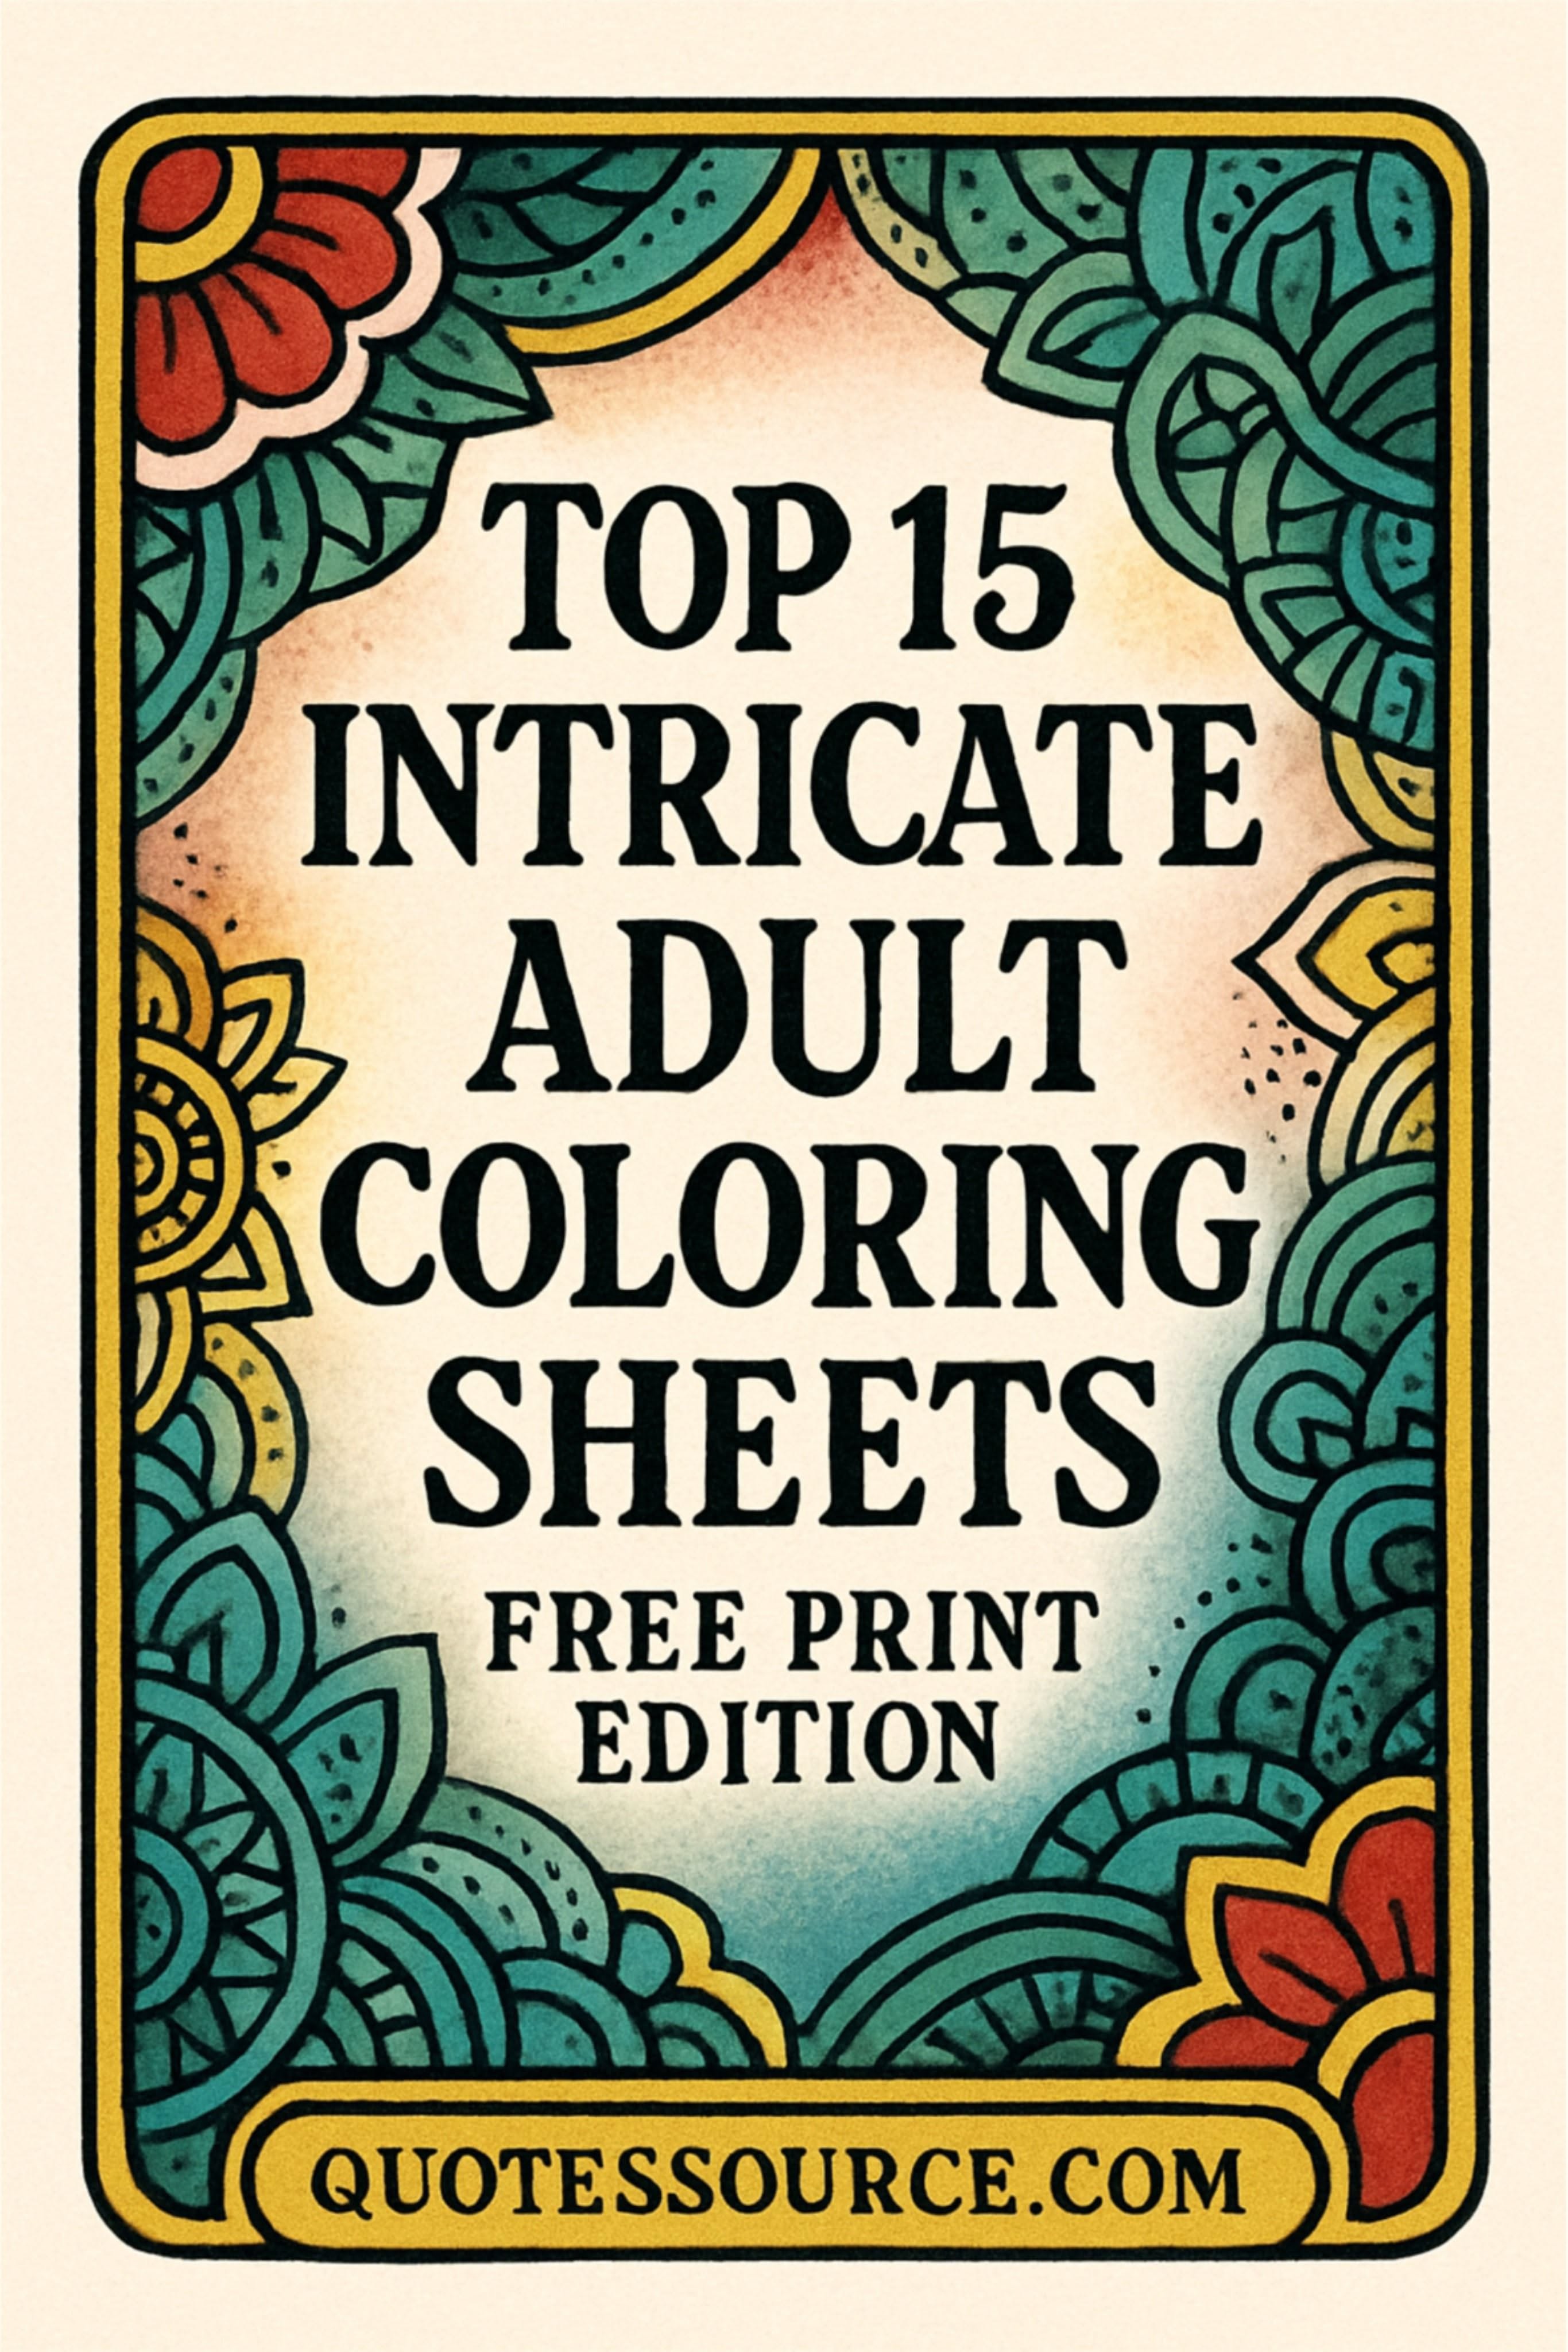 TOP 15
INTRICATE
ADULT
COLORING
SHEETS
FREE PRINT
EDITION
QUOTESSOURCE.COM